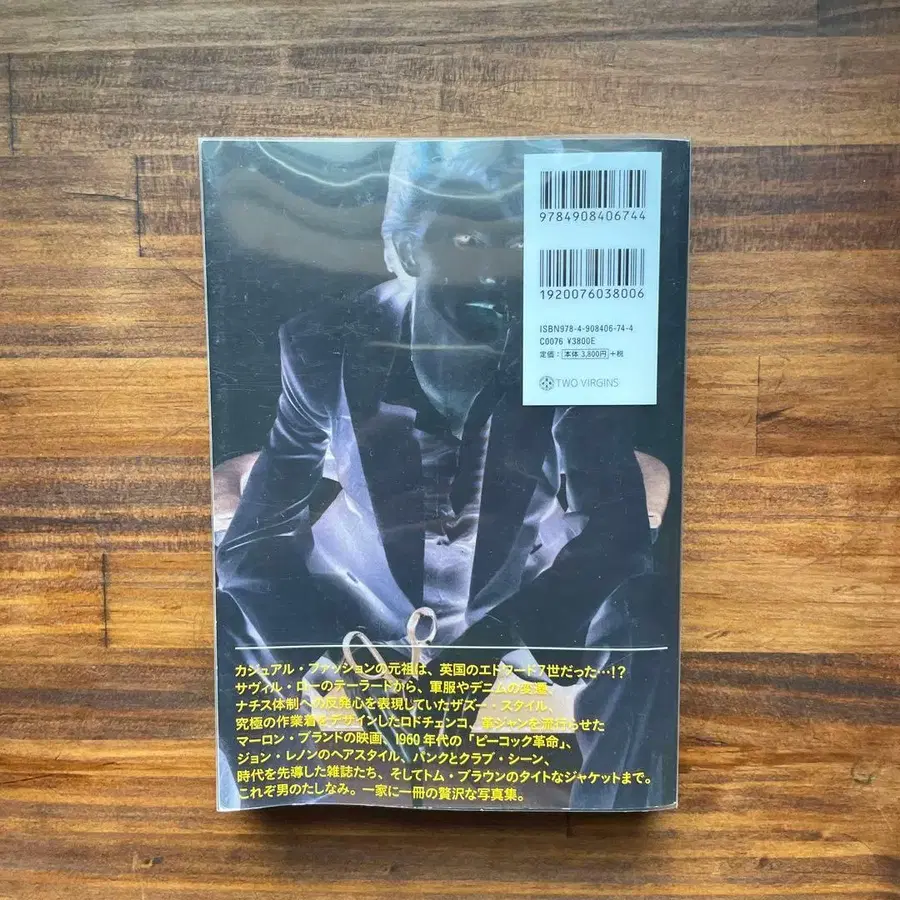 9784908406744
1920076038006
ISBN978-4-908406-74-4
C0076 ¥3800E
定価：本体 3,800円+税
TWO VIRGINS
カジュアル・ファッションの元祖は、英国のエドワード7世だった…!?
サヴィル・ローのテーラードから、軍服やデニムの変遷、
ナチス体制への反発心を表現していたザズー・スタイル、
究極の作業着をデザインしたロドチェンコ、革ジャンを流行らせた
マーロン・ブランドの映画、1960年代の「ピーコック革命」、
ジョン・レノンのヘアスタイル、パンクとクラブ・シーン、
時代を先導した雑誌たち、そしてトム・ブラウンのタイトなジャケットまで。
これぞ男のたしなみ。一家に一冊の贅沢な写真集。